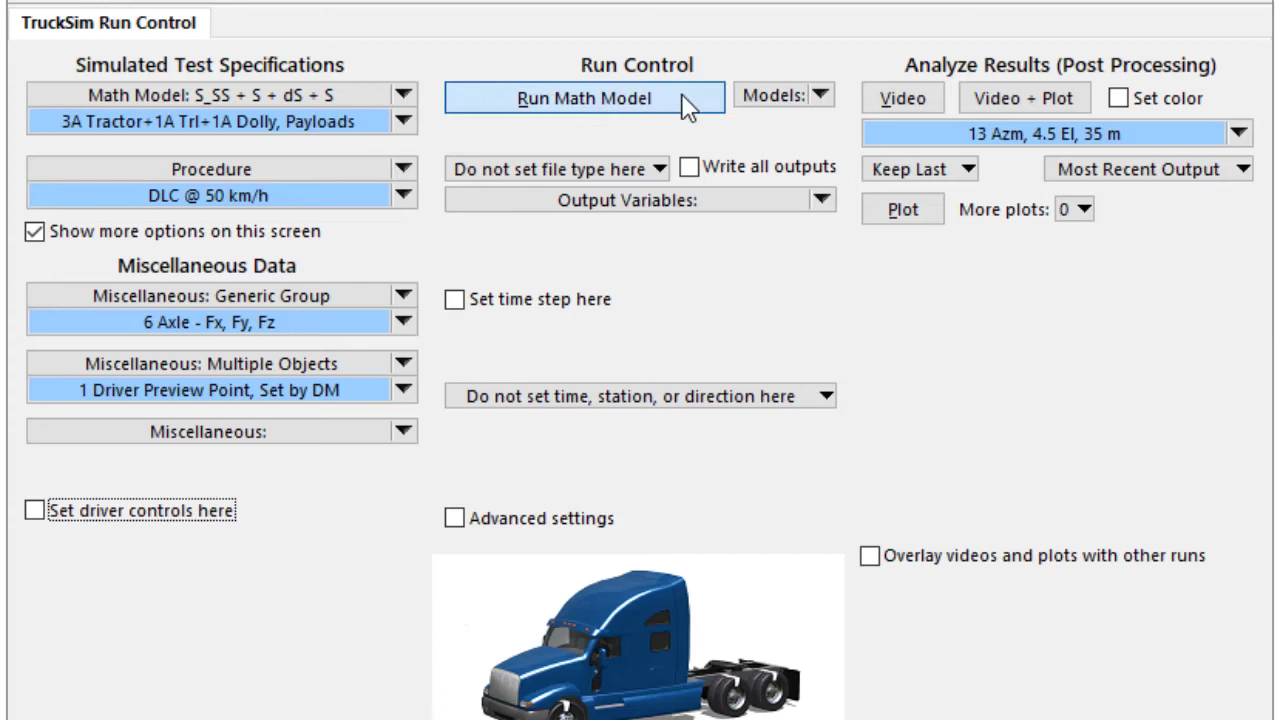 TruckSim Run Control
Simulated Test Specifications
Math Model: S_SS + S + dS + S
3A Tractor+1A Trl+1A Dolly, Payloads
Procedure
DLC @ 50 km/h
Show more options on this screen
Miscellaneous Data
Miscellaneous: Generic Group
6 Axle - Fx, Fy, Fz
Miscellaneous: Multiple Objects
1 Driver Preview Point, Set by DM
Miscellaneous:
Set driver controls here
Run Control
Run Math Model
Models:
Do not set file type here
Write all outputs
Output Variables:
Set time step here
Do not set time, station, or direction here
Advanced settings
Analyze Results (Post Processing)
Video
Video + Plot
Set color
13 Azm, 4.5 El, 35 m
Keep Last
Most Recent Output
Plot
More plots: 0
Overlay videos and plots with other runs